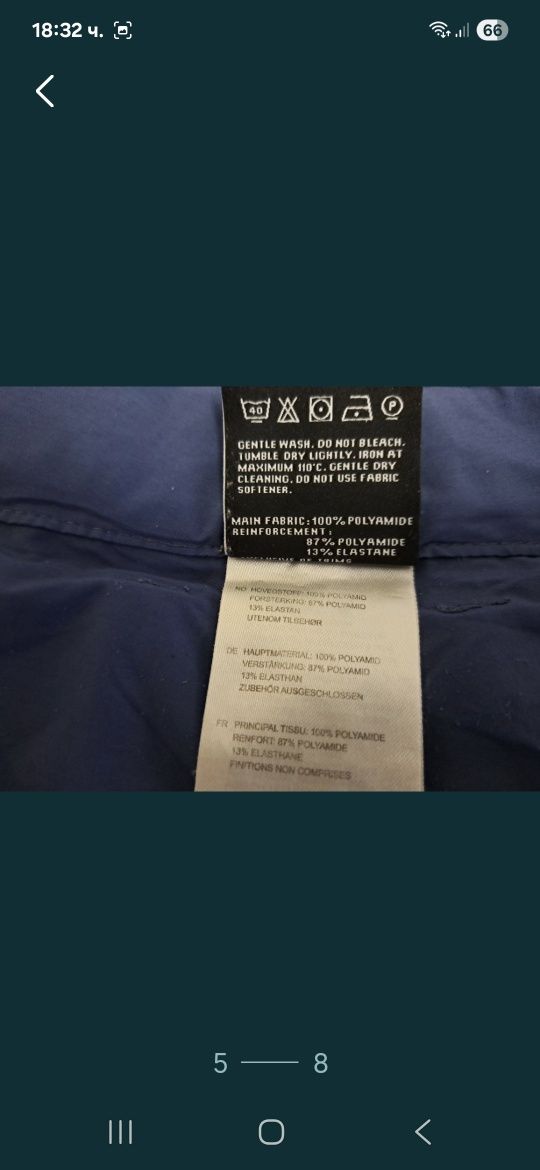 18:32 ч.
66
40
P
GENTLE WASH. DO NOT BLEACH.
TUMBLE DRY LIGHTLY. IRON AT
MAXIMUM 110°C. GENTLE DRY
CLEANING. DO NOT USE FABRIC
SOFTENER.
MAIN FABRIC: 100% POLYAMIDE
REINFORCEMENT:
87% POLYAMIDE
13% ELASTANE
NO HOVEDSTOFF: 100% POLYAMID
FORSTERKING: 87% POLYAMID
13% ELASTAN
UTENOM TILBEHØR
DE HAUPTMATERIAL: 100% POLYAMID
VERSTÄRKUNG: 87% POLYAMID
13% ELASTHAN
ZUBEHÖR AUSGESCHLOSSEN
FR PRINCIPAL TISSU: 100% POLYAMIDE
RENFORT: 87% POLYAMIDE
13% ELASTHANE
FINITIONS NON COMPRISES
5 8